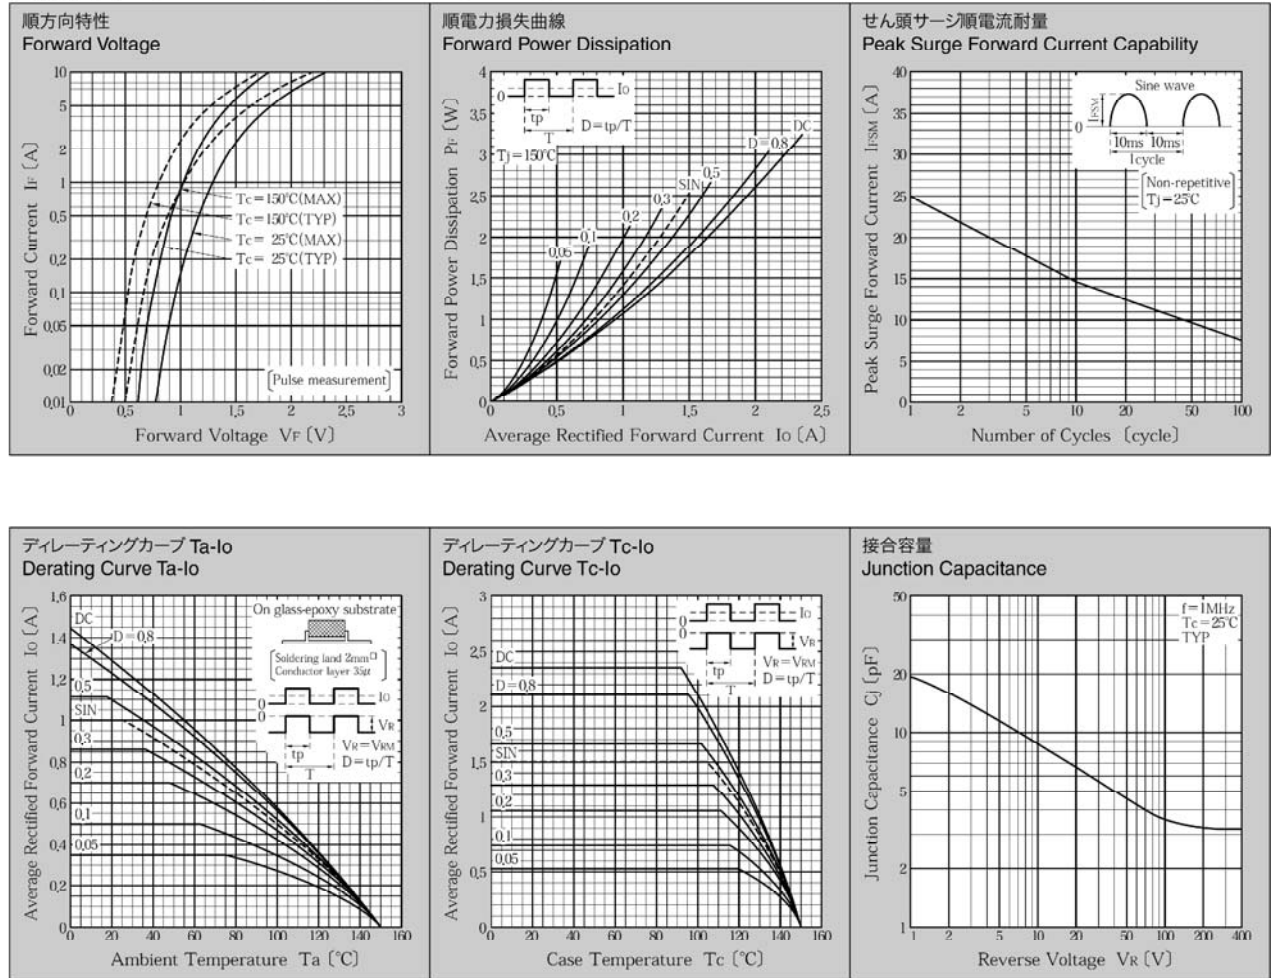 順方向特性
Forward Voltage
Forward Current IF〔A〕
10
5
2
1
0.5
0.2
0.1
0.05
0.02
0.01
Tc=150℃(MAX)
Tc=150℃(TYP)
Tc= 25℃(MAX)
Tc= 25℃(TYP)
[Pulse measurement]
0 0.5 1 1.5 2 2.5 3
Forward Voltage VF〔V〕
順電力損失曲線
Forward Power Dissipation
Forward Power Dissipation PF〔W〕
4
3.5
3
2.5
2
1.5
1
0.5
0
0 Io
tp
T D=tp/T
Tj=150℃
DC
D=0.8
0.5
SIN
0.3
0.2
0.1
0.05
0 0.5 1 1.5 2 2.5
Average Rectified Forward Current Io〔A〕
せん頭サージ順電流耐量
Peak Surge Forward Current Capability
Peak Surge Forward Current IFSM〔A〕
40
35
30
25
20
15
10
5
0
Sine wave
IFSM
0
10ms 10ms
1cycle
[Non-repetitive
Tj=25℃
1 2 5 10 20 50 100
Number of Cycles〔cycle〕
ディレーティングカーブ Ta-Io
Derating Curve Ta-Io
Average Rectified Forward Current Io〔A〕
1.6
1.4
1.2
1
0.8
0.6
0.4
0.2
0
DC
D=0.8
0.5
SIN
0.3
0.2
0.1
0.05
On glass-epoxy substrate
[Soldering land 2mm□
Conductor layer 35μ
0 Io
0 VR
tp VR=VRM
T D=tp/T
0 20 40 60 80 100 120 140 160
Ambient Temperature Ta〔℃〕
ディレーティングカーブ Tc-Io
Derating Curve Tc-Io
Average Rectified Forward Current Io〔A〕
3
2.5
2
1.5
1
0.5
0
DC
D=0.8
0.5
SIN
0.3
0.2
0.1
0.05
0 Io
0 VR
tp VR=VRM
T D=tp/T
0 20 40 60 80 100 120 140 160
Case Temperature Tc〔℃〕
接合容量
Junction Capacitance
Junction Capacitance Cj〔pF〕
50
20
10
5
2
1
f=1MHz
Tc=25℃
TYP
1 2 5 10 20 50 100 200 400
Reverse Voltage VR〔V〕